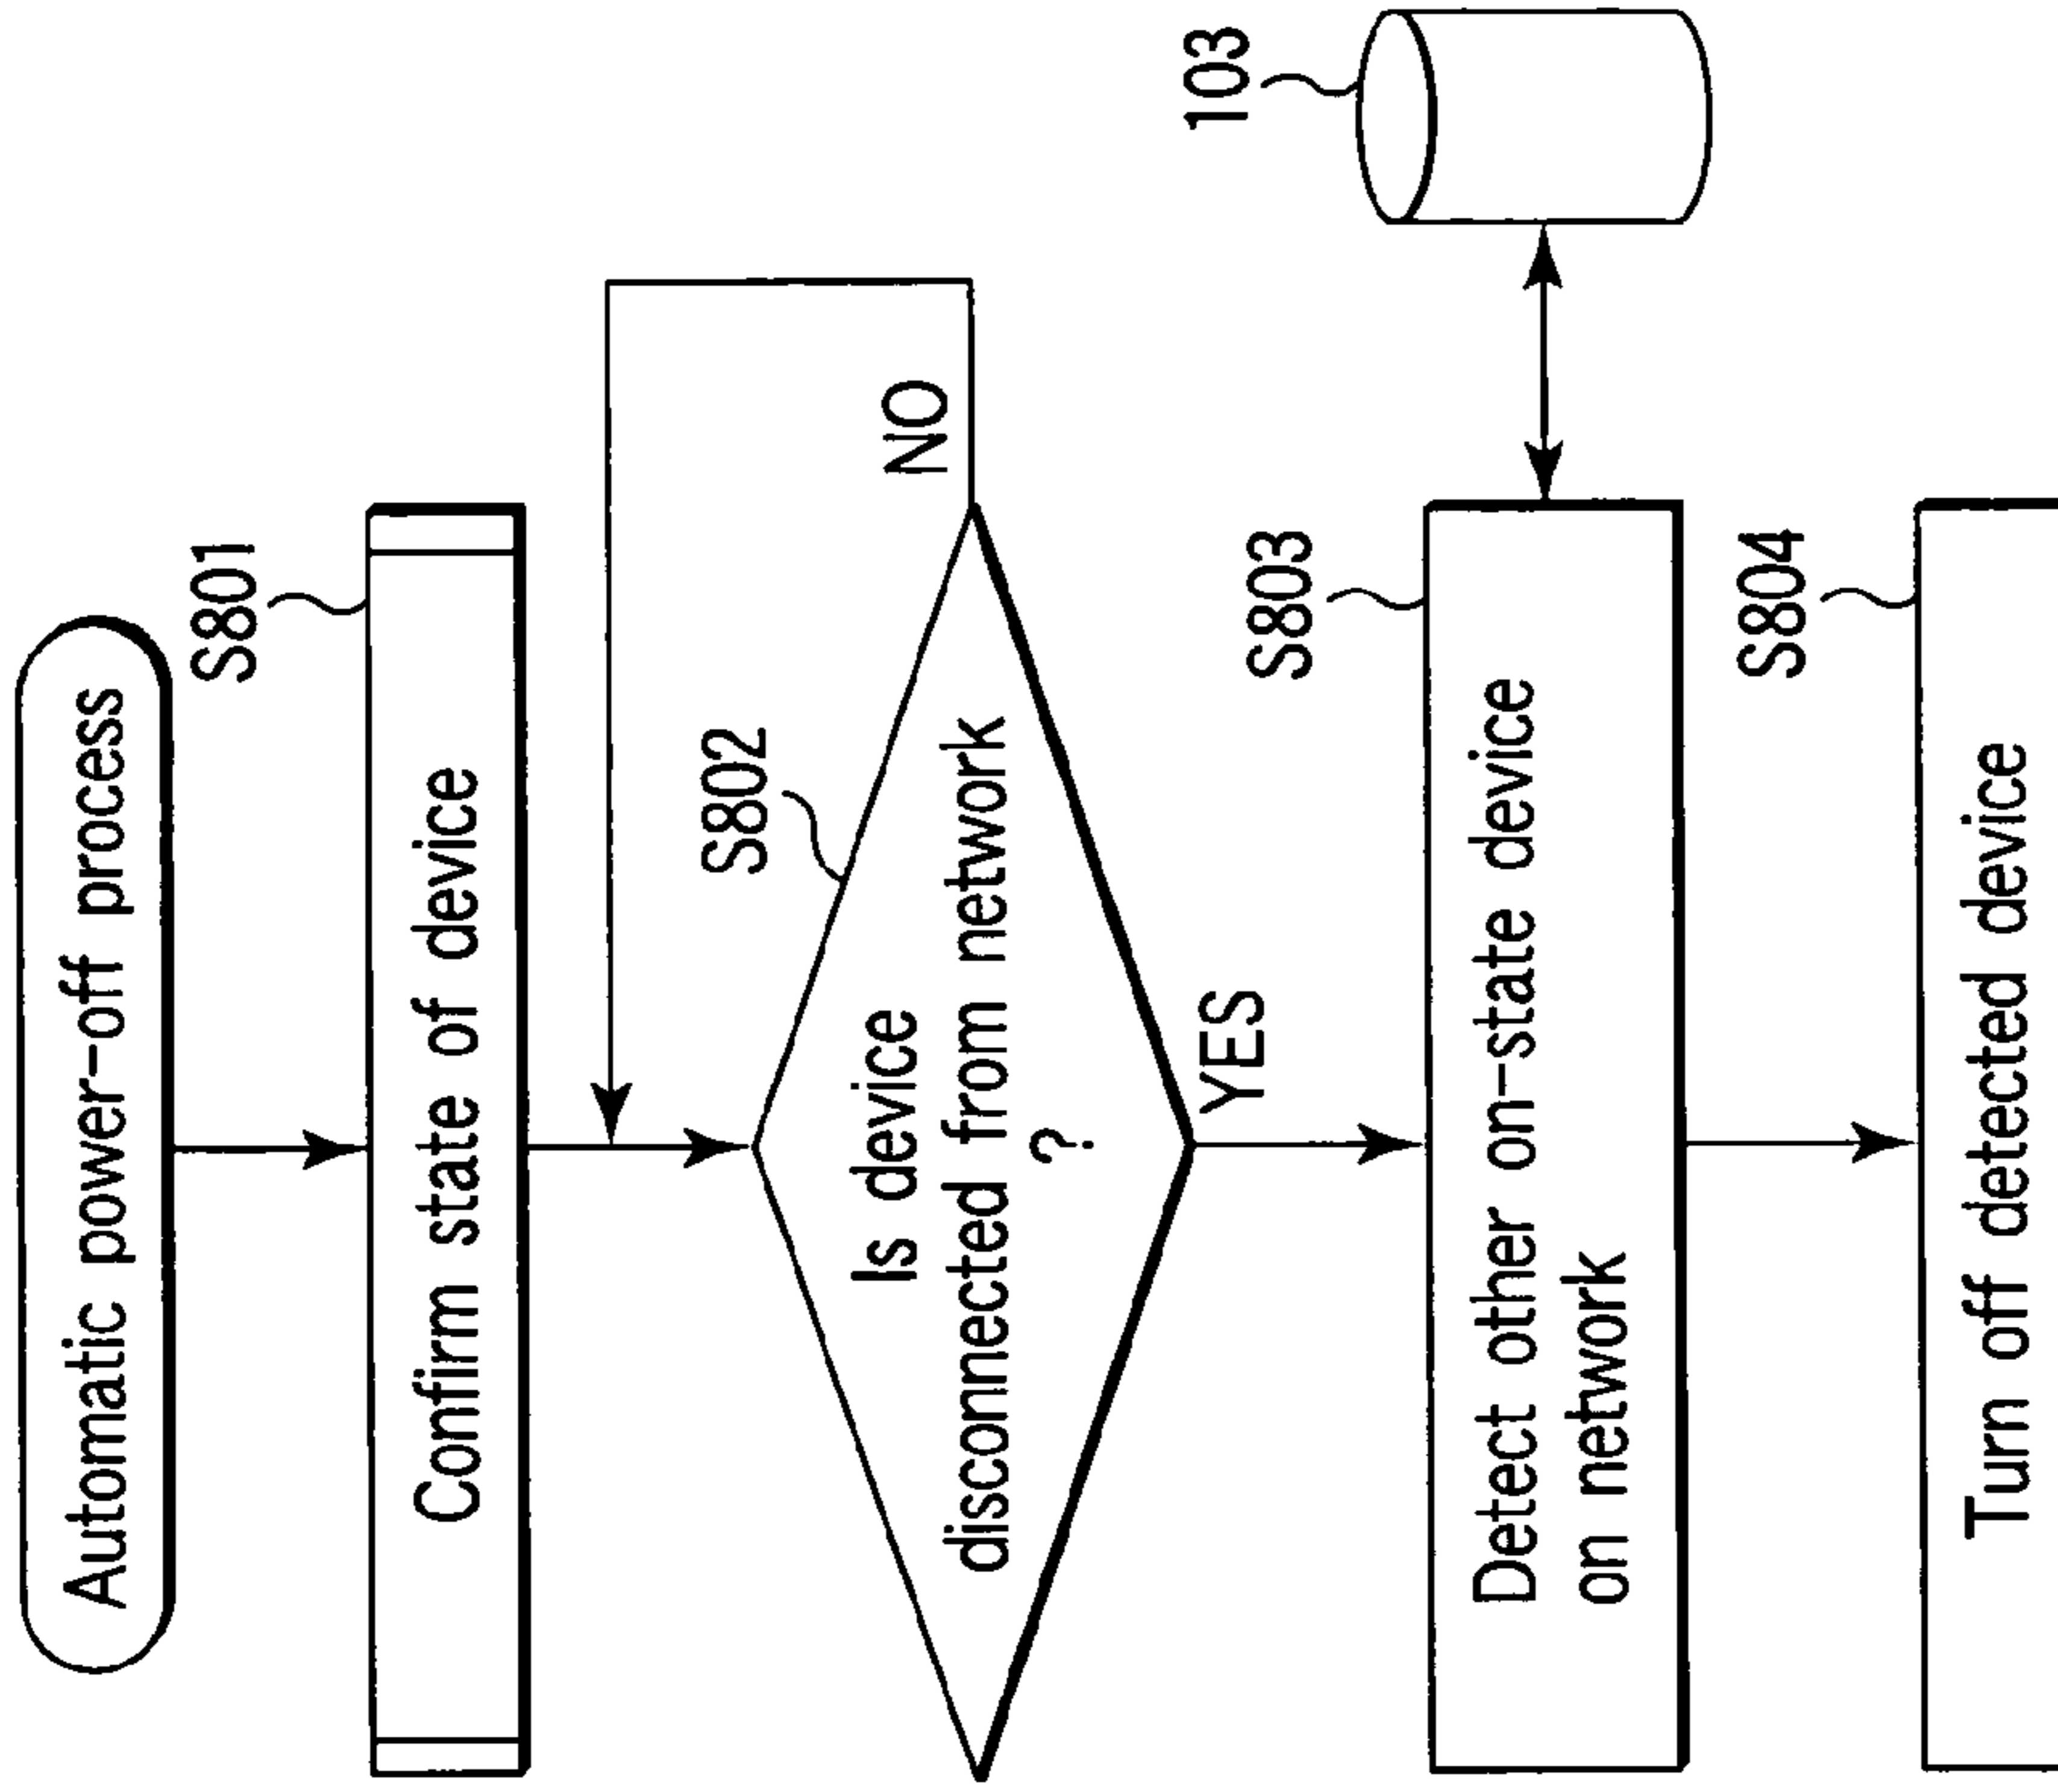 Automatic power-off process
S801
Confirm state of device
S802
NO
Is device
disconnected from network
?
YES
S803
103
Detect other on-state device
on network
S804
Turn off detected device